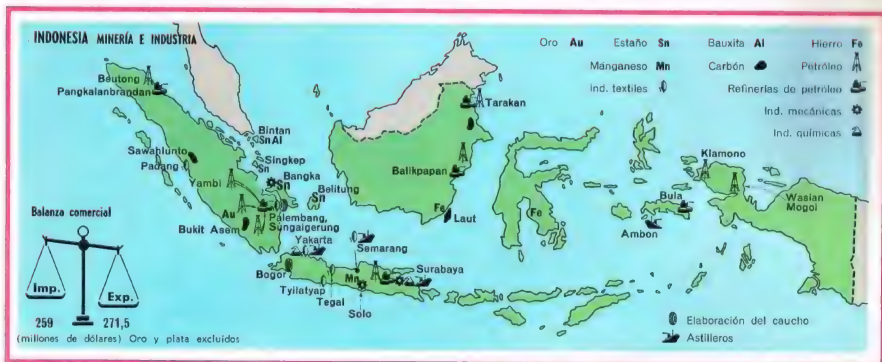 INDONESIA MINERÍA E INDUSTRIA
Oro Au
Estaño Sn
Bauxita Al
Hierro Fe
Manganeso Mn
Carbón
Petróleo
Ind. textiles
Refinerías de petróleo
Ind. mecánicas
Ind. químicas
Beutong
Pangkalanbrandan
Tarakan
Bintan
Sn Al
Sawahlunto
Singkep
Sn
Padang
Bangka
Sn
Yambi
Belitung
Sn
Balikpapan
Klamono
Fe
Laut
Fe
Bula
Wasian
Mogoi
Au
Palembang,
Sungaigerung
Bukit Asem
Ambon
Yakarta
Semarang
Surabaya
Bogor
Mn
Tyilatyap
Tegal
Solo
Balanza comercial
Imp.
Exp.
259
271,5
(millones de dólares) Oro y plata excluidos
Elaboración del caucho
Astilleros